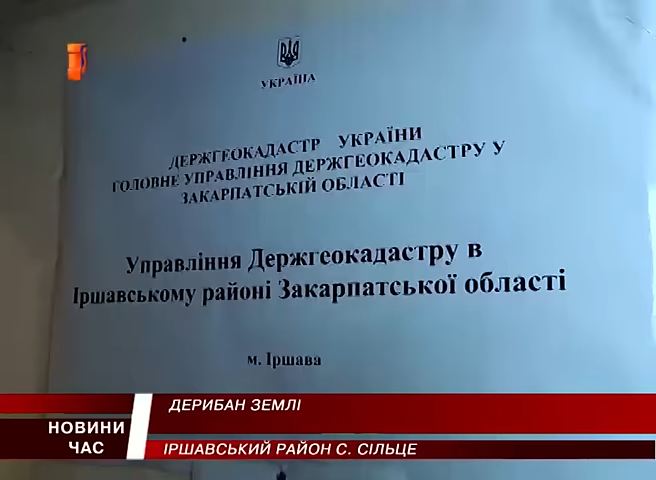 УКРАЇНА
ДЕРЖГЕОКАДАСТР УКРАЇНИ
ГОЛОВНЕ УПРАВЛІННЯ ДЕРЖГЕОКАДАСТРУ У
ЗАКАРПАТСЬКІЙ ОБЛАСТІ
Управління Держгеокадастру в
Іршавському районі Закарпатської області
м. Іршава
ДЕРИБАН ЗЕМЛІ
НОВИНИ
ЧАС
ІРШАВСЬКИЙ РАЙОН С. СІЛЬЦЕ